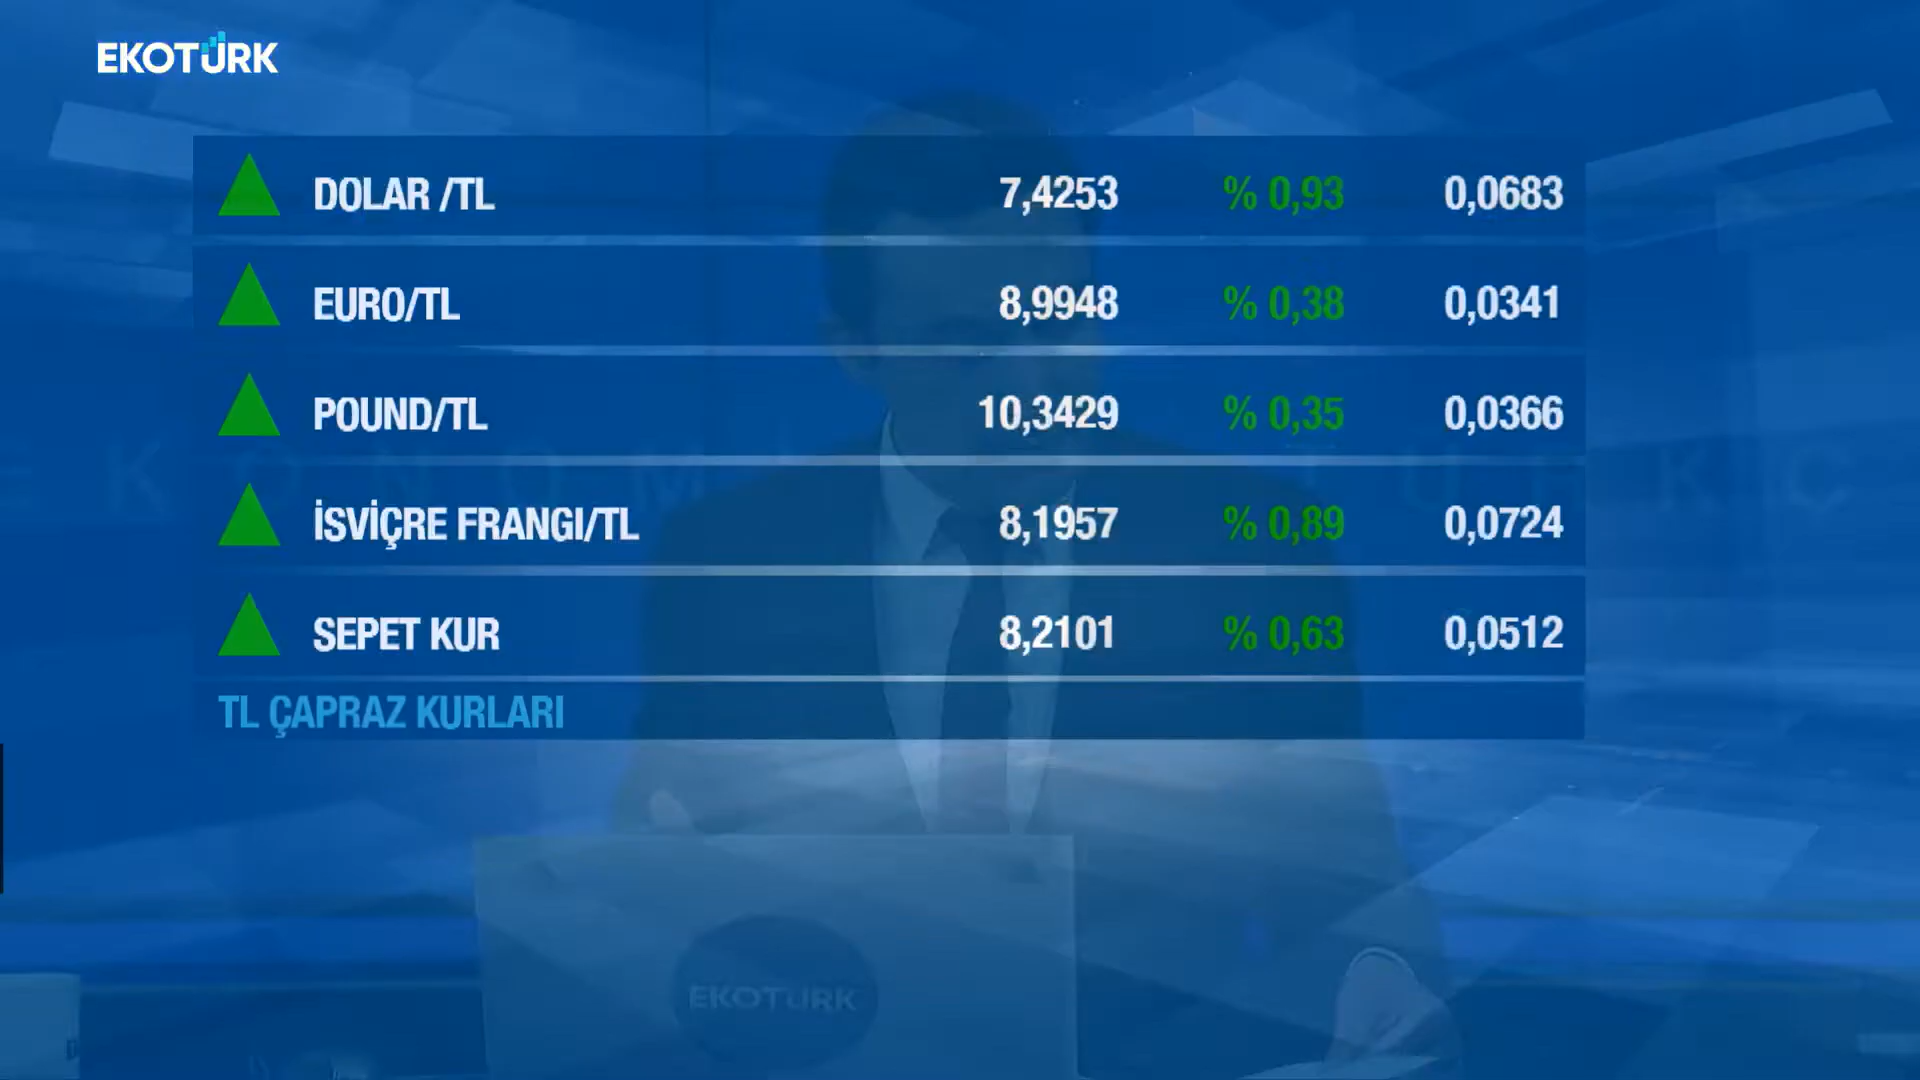 EKOTÜRK
DOLAR /TL 7,4253 % 0,93 0,0683
EURO/TL 8,9948 % 0,38 0,0341
POUND/TL 10,3429 % 0,35 0,0366
EKONOMİ TÜRKÇ
İSVİÇRE FRANGI/TL 8,1957 % 0,89 0,0724
SEPET KUR 8,2101 % 0,63 0,0512
TL ÇAPRAZ KURLARI
EKOTÜRK